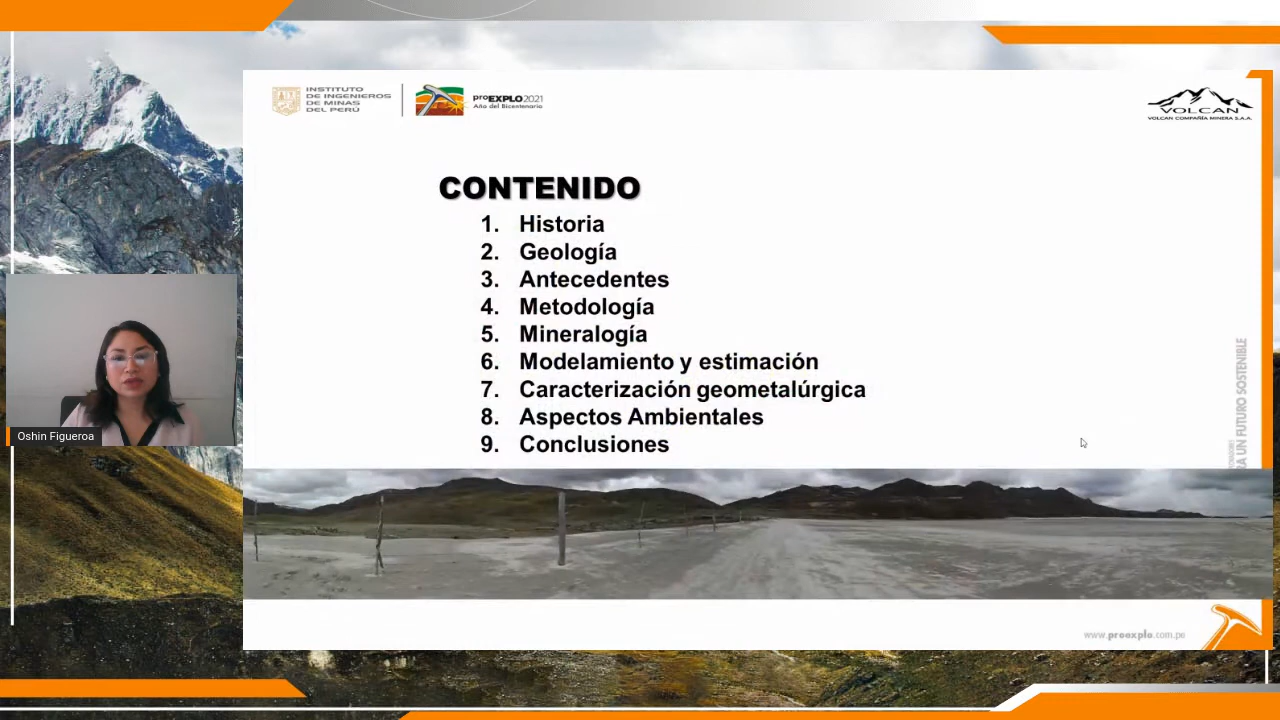 INSTITUTO
DE INGENIEROS
DE MINAS
DEL PERÚ
proEXPLO2021
Año del Bicentenario
VOLCAN
VOLCAN COMPAÑÍA MINERA S.A.A.
CONTENIDO
1. Historia
2. Geología
3. Antecedentes
4. Metodología
5. Mineralogía
6. Modelamiento y estimación
7. Caracterización geometalúrgica
8. Aspectos Ambientales
9. Conclusiones
Oshin Figueroa
UN FUTURO SOSTENIBLE
www.proexplo.com.pe